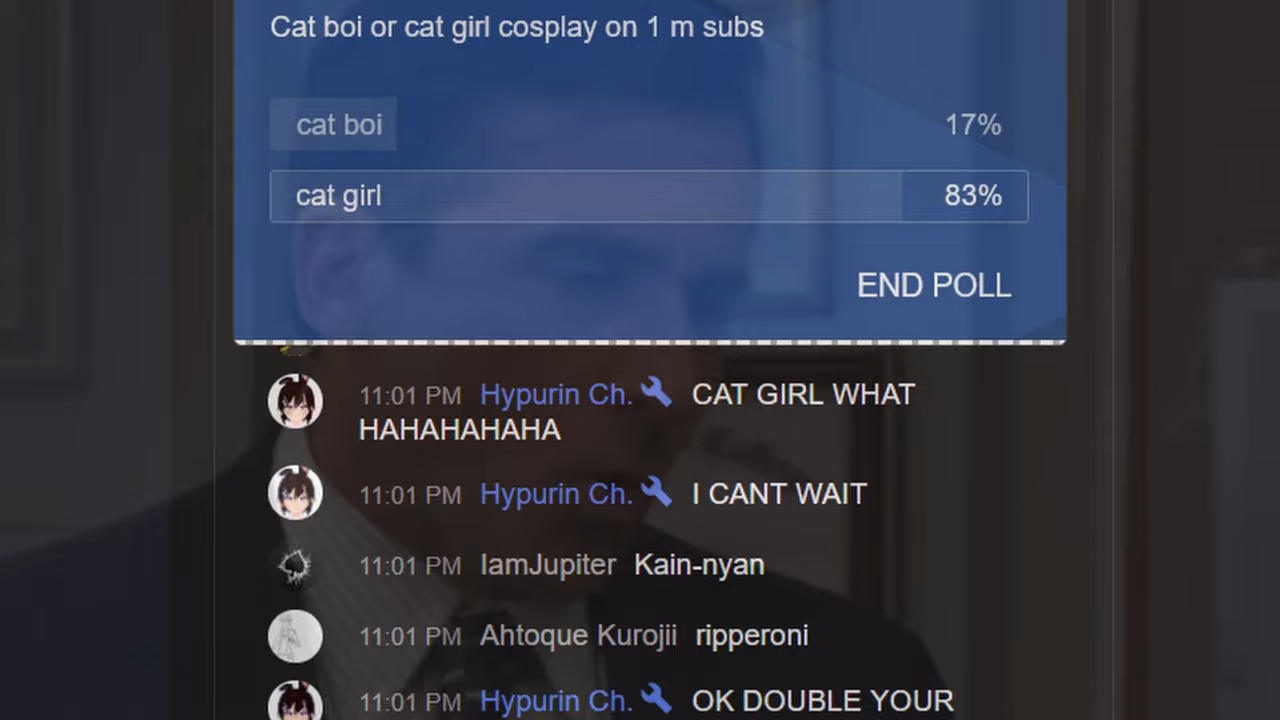 Cat boi or cat girl cosplay on 1 m subs
cat boi 17%
cat girl 83%
END POLL
11:01 PM Hypurin Ch. CAT GIRL WHAT
HAHAHAHAHA
11:01 PM Hypurin Ch. I CANT WAIT
11:01 PM IamJupiter Kain-nyan
11:01 PM Ahtoque Kurojii ripperoni
11:01 PM Hypurin Ch. OK DOUBLE YOUR